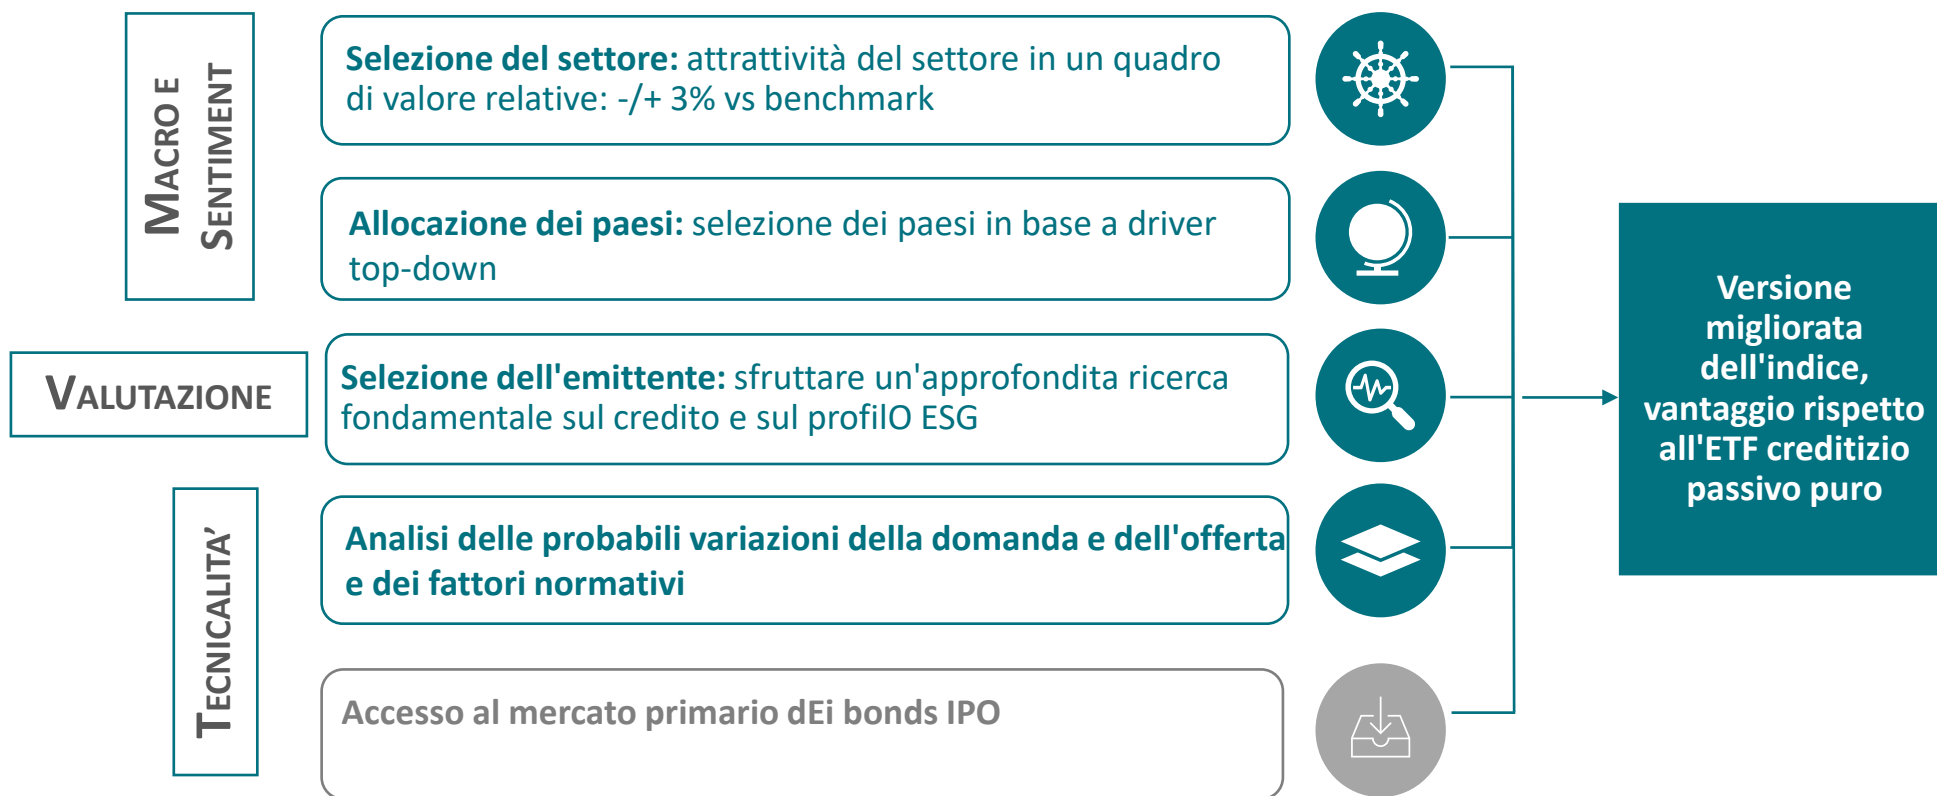 MACRO E
SENTIMENT
Selezione del settore: attrattività del settore in un quadro
di valore relative: -/+ 3% vs benchmark
Allocazione dei paesi: selezione dei paesi in base a driver
top-down
VALUTAZIONE
Selezione dell'emittente: sfruttare un'approfondita ricerca
fondamentale sul credito e sul profilO ESG
TECNICALITA’
Analisi delle probabili variazioni della domanda e dell'offerta
e dei fattori normativi
Accesso al mercato primario dEi bonds IPO
Versione
migliorata
dell'indice,
vantaggio rispetto
all'ETF creditizio
passivo puro